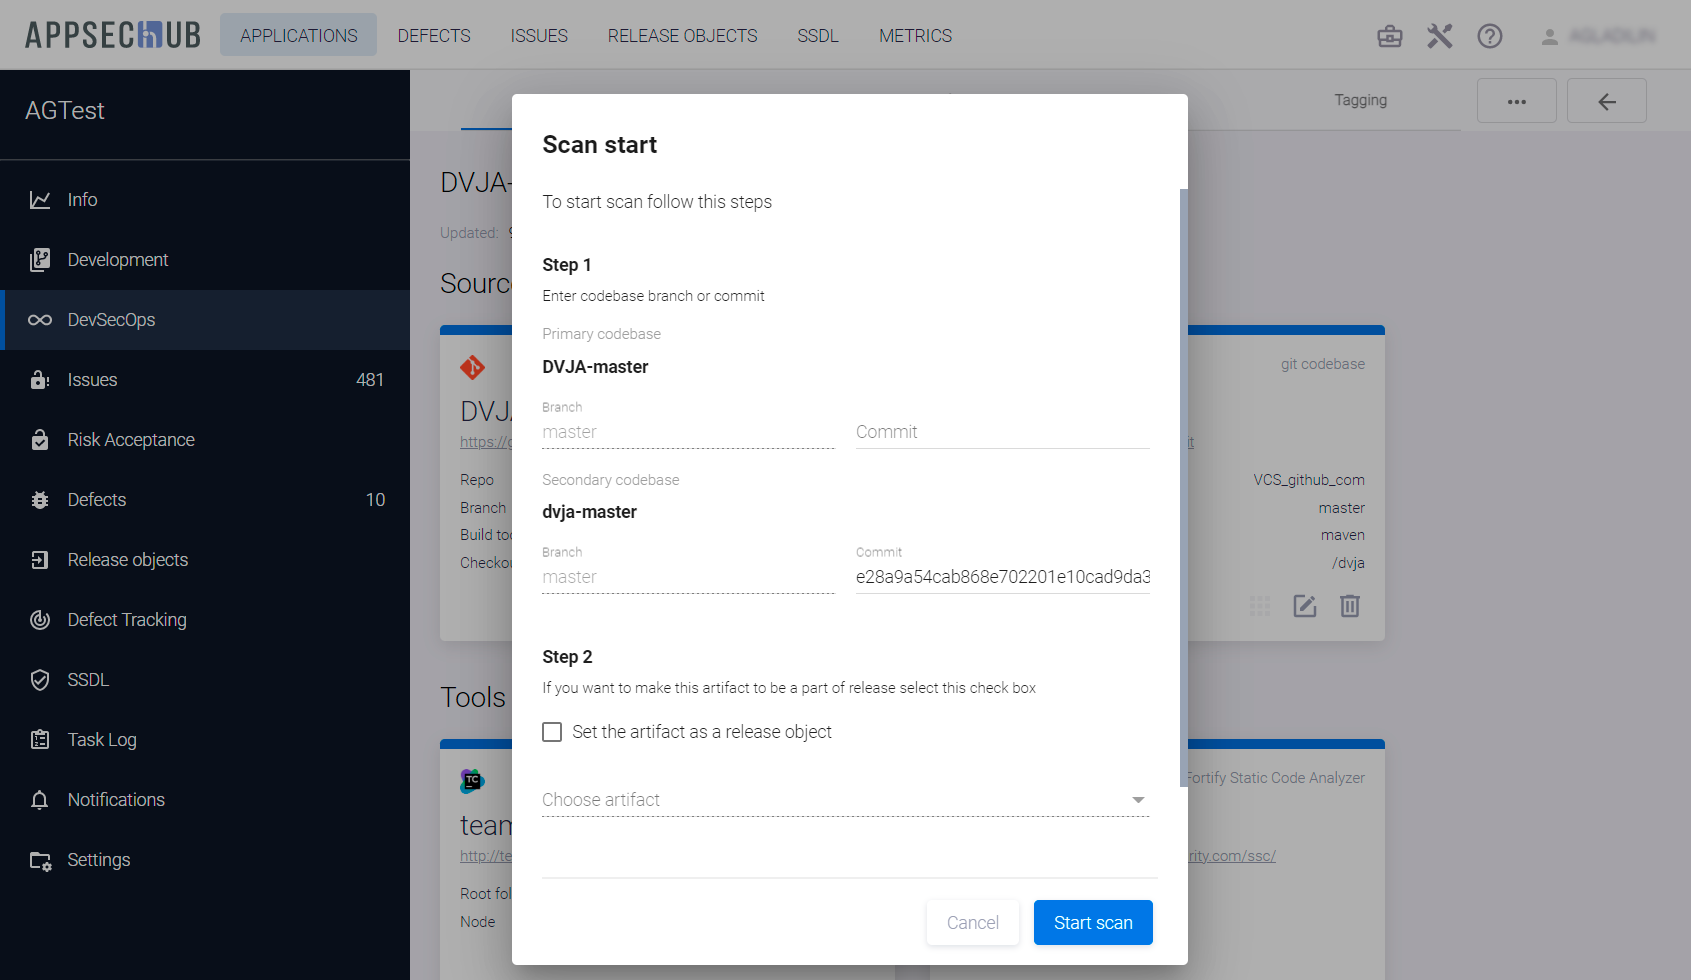 APPSECHUB
APPLICATIONS
DEFECTS
ISSUES
RELEASE OBJECTS
SSDL
METRICS
AGTest
Info
Development
DevSecOps
Issues 481
Risk Acceptance
Defects 10
Release objects
Defect Tracking
SSDL
Task Log
Notifications
Settings
Tagging
DVJA-
Updated:
Sourc
DVJ
https://g
Repo
Branch
Build too
Checkou
git codebase
it
VCS_github_com
master
maven
/dvja
Tools
TC
team
http://te
Root fol
Node
Fortify Static Code Analyzer
rity.com/ssc/
Scan start
To start scan follow this steps
Step 1
Enter codebase branch or commit
Primary codebase
DVJA-master
Branch
master
Commit
Secondary codebase
dvja-master
Branch
master
Commit
e28a9a54cab868e702201e10cad9da3
Step 2
If you want to make this artifact to be a part of release select this check box
Set the artifact as a release object
Choose artifact
Cancel
Start scan